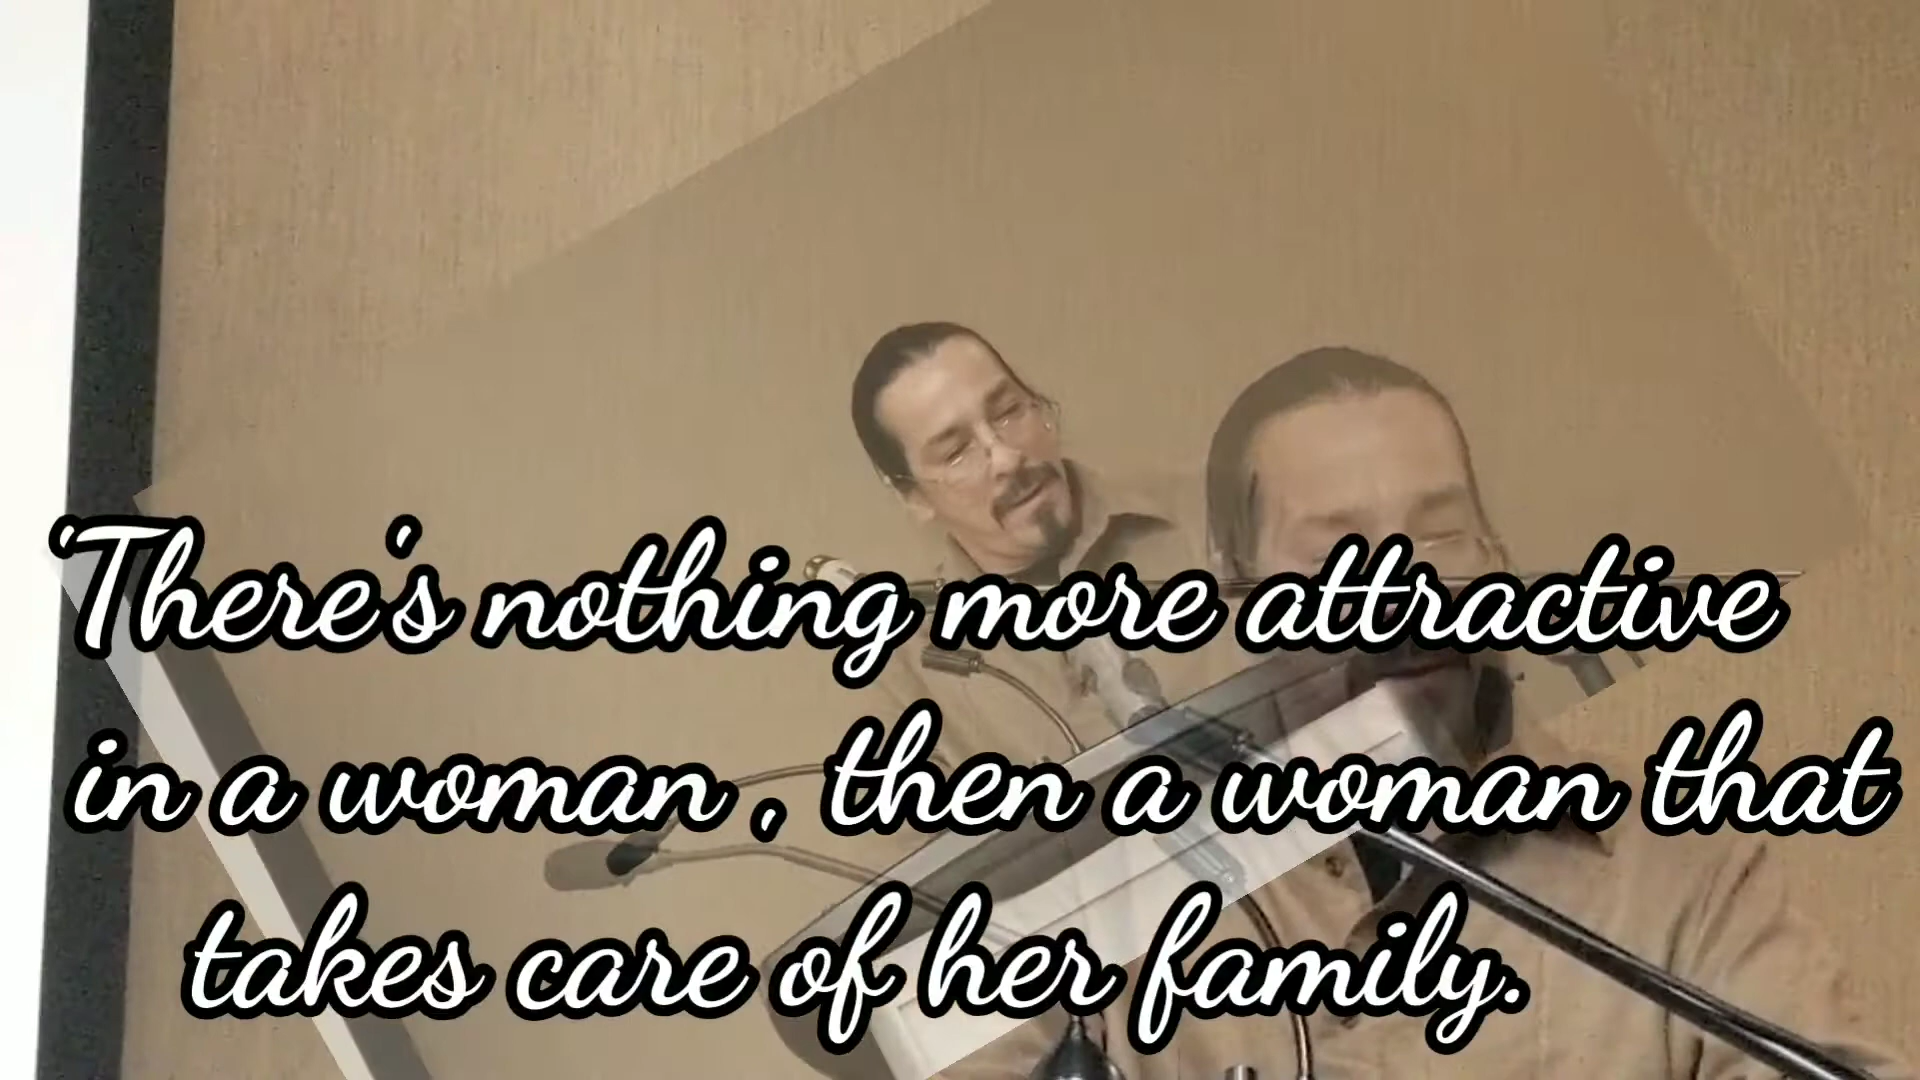 'There's nothing more attractive
in a woman , then a woman that
takes care of her family.